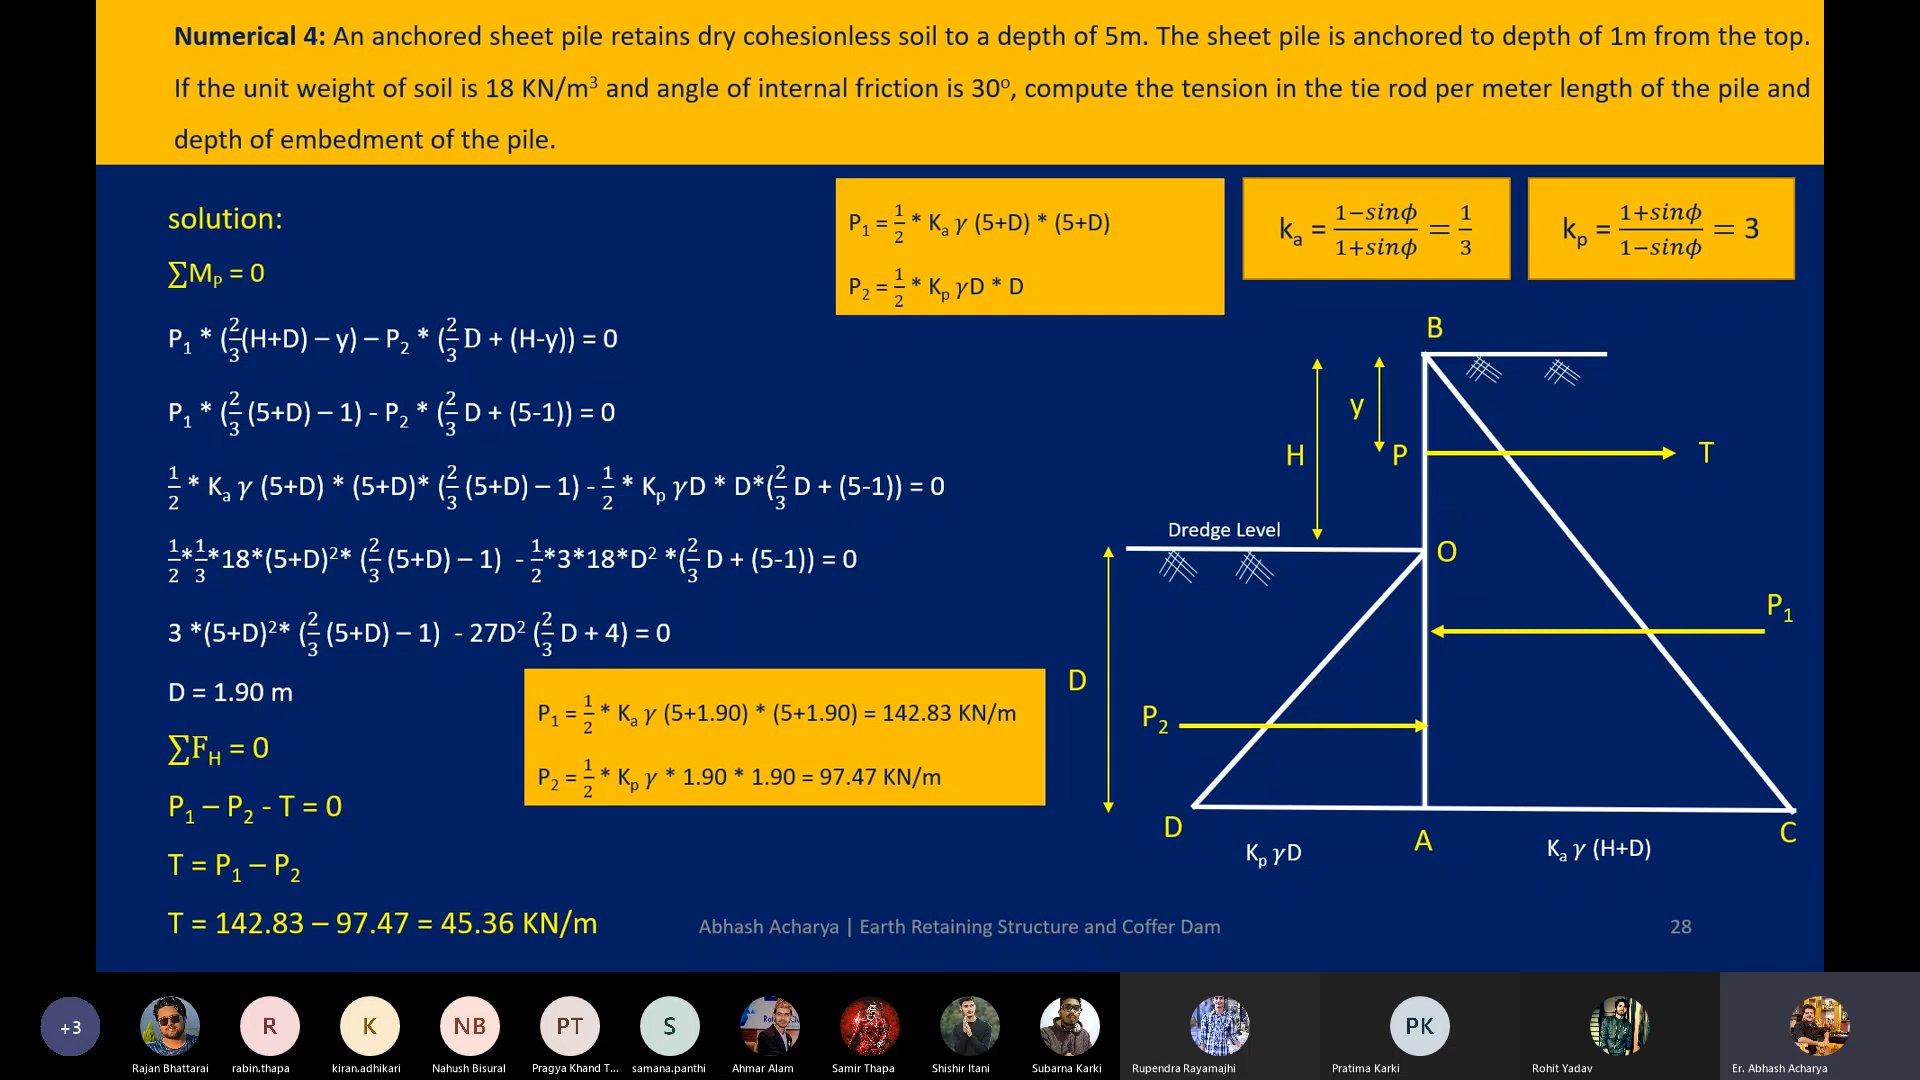 Numerical 4: An anchored sheet pile retains dry cohesionless soil to a depth of 5m. The sheet pile is anchored to depth of 1m from the top.
If the unit weight of soil is 18 KN/m³ and angle of internal friction is 30⁰, compute the tension in the tie rod per meter length of the pile and
depth of embedment of the pile.
solution:
∑Mₚ = 0
P₁ * (2/3(H+D) – y) – P₂ * (2/3 D + (H-y)) = 0
P₁ * (2/3 (5+D) – 1) - P₂ * (2/3 D + (5-1)) = 0
1/2 * Kₐ γ (5+D) * (5+D)* (2/3 (5+D) – 1) - 1/2 * Kₚ γD * D*(2/3 D + (5-1)) = 0
1/2*1/3*18*(5+D)²* (2/3 (5+D) – 1) - 1/2*3*18*D² *(2/3 D + (5-1)) = 0
3 *(5+D)²* (2/3 (5+D) – 1) - 27D² (2/3 D + 4) = 0
D = 1.90 m
∑F_H = 0
P₁ – P₂ - T = 0
T = P₁ – P₂
T = 142.83 – 97.47 = 45.36 KN/m
P₁ = 1/2 * Kₐ γ (5+D) * (5+D)
P₂ = 1/2 * Kₚ γD * D
kₐ = (1−sinϕ)/(1+sinϕ) = 1/3
kₚ = (1+sinϕ)/(1−sinϕ) = 3
P₁ = 1/2 * Kₐ γ (5+1.90) * (5+1.90) = 142.83 KN/m
P₂ = 1/2 * Kₚ γ * 1.90 * 1.90 = 97.47 KN/m
B
y
H
P
T
Dredge Level
O
P₁
D
P₂
D
A
C
Kₚ γD
Kₐ γ (H+D)
Abhash Acharya | Earth Retaining Structure and Coffer Dam
28
+3
R
K
NB
PT
S
PK
Rajan Bhattarai
rabin.thapa
kiran.adhikari
Nahush Bisural
Pragya Khand T...
samana.panthi
Ahmar Alam
Samir Thapa
Shishir Itani
Subarna Karki
Rupendra Rayamajhi
Pratima Karki
Rohit Yadav
Er. Abhash Acharya